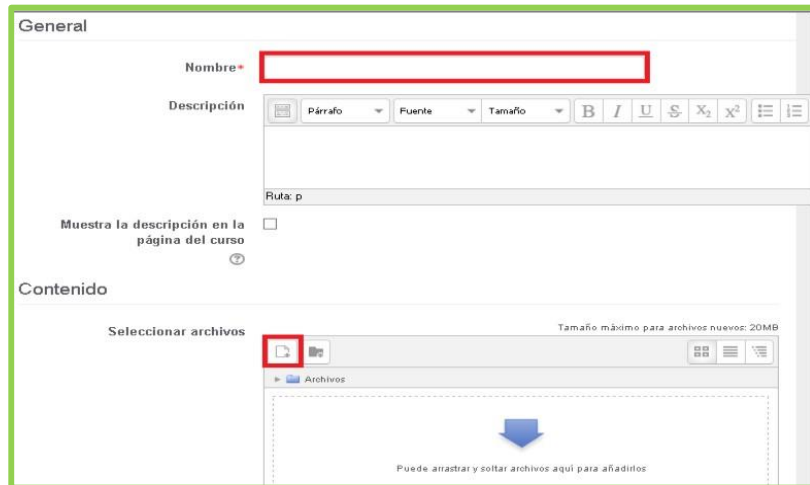 General
Nombre*
Descripción
Párrafo Fuente Tamaño B I U S X₂ X²
Ruta: p
Muestra la descripción en la
página del curso
Contenido
Seleccionar archivos
Tamaño máximo para archivos nuevos: 20MB
Archivos
Puede arrastrar y soltar archivos aquí para añadirlos